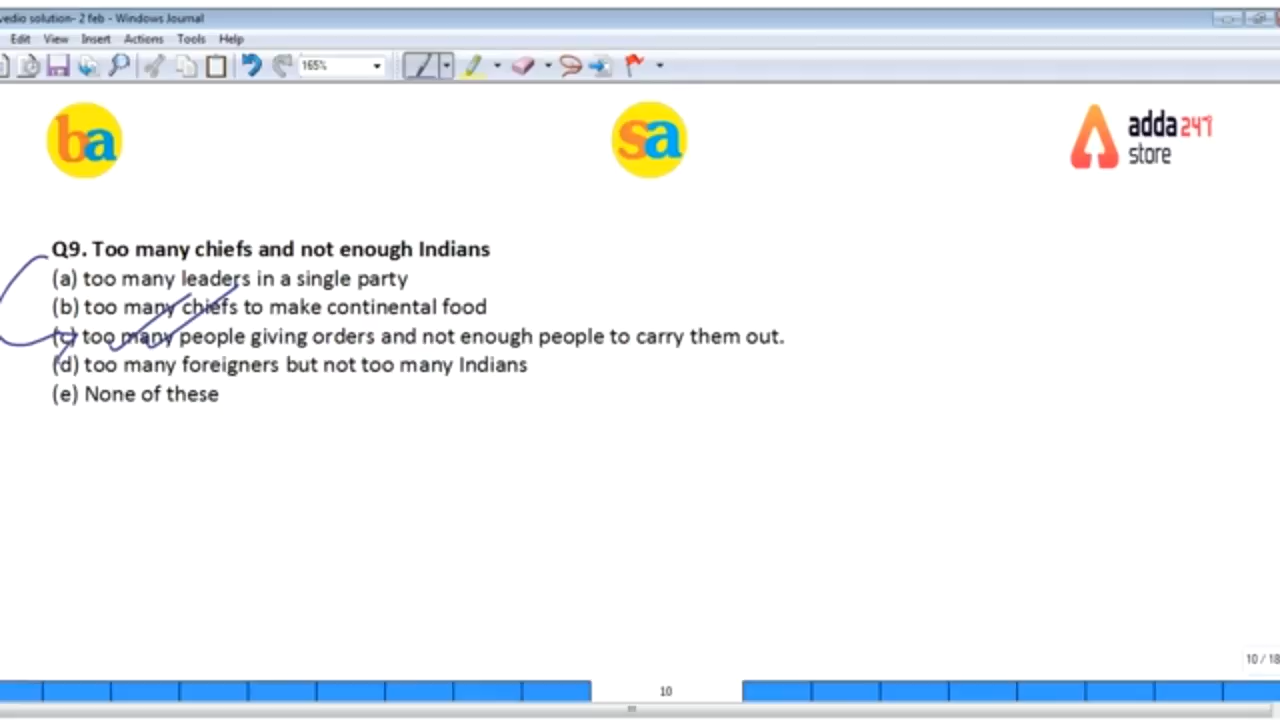 vedio solution- 2 feb - Windows Journal
Edit View Insert Actions Tools Help
165%
ba
sa
adda247
store
Q9. Too many chiefs and not enough Indians
(a) too many leaders in a single party
(b) too many chiefs to make continental food
(c) too many people giving orders and not enough people to carry them out.
(d) too many foreigners but not too many Indians
(e) None of these
10 / 18
10